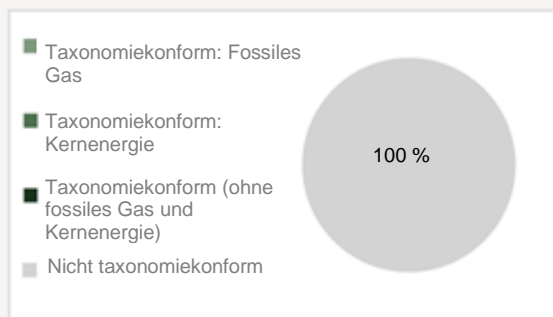 Taxonomiekonform: Fossiles
Gas
Taxonomiekonform:
Kernenergie
Taxonomiekonform (ohne
fossiles Gas und
Kernenergie)
Nicht taxonomiekonform
100 %